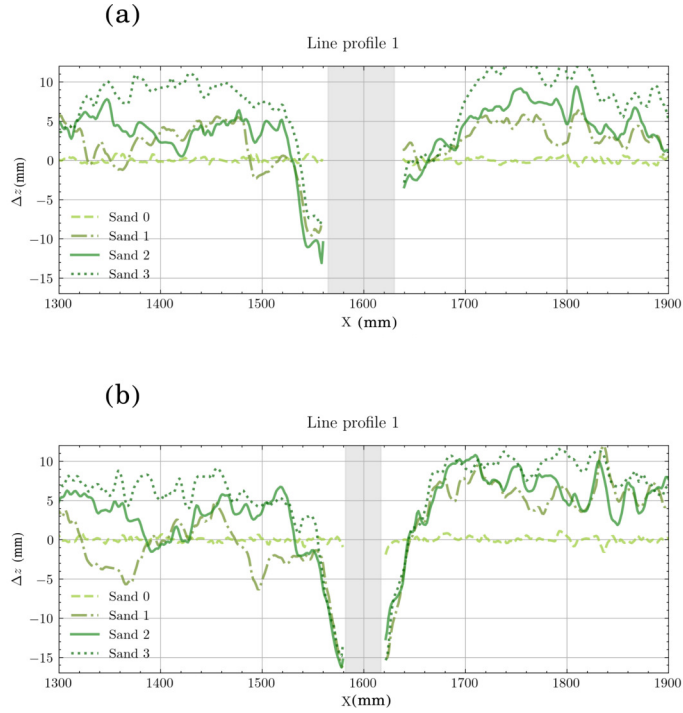 (a)
Line profile 1
10
5
0
−5
−10
−15
Δz(mm)
Sand 0
Sand 1
Sand 2
Sand 3
1300 1400 1500 1600 1700 1800 1900
X (mm)
(b)
Line profile 1
10
5
0
−5
−10
−15
Δz (mm)
Sand 0
Sand 1
Sand 2
Sand 3
1300 1400 1500 1600 1700 1800 1900
X(mm)